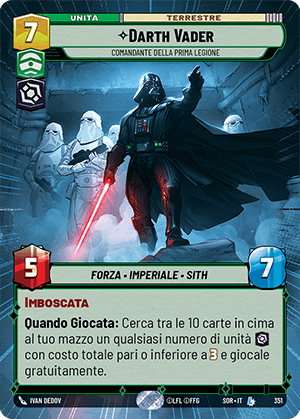 UNITÀ TERRESTRE
7
DARTH VADER
COMANDANTE DELLA PRIMA LEGIONE
5
7
FORZA • IMPERIALE • SITH
IMBOSCATA
Quando Giocata: Cerca tra le 10 carte in cima
al tuo mazzo un qualsiasi numero di unità
con costo totale pari o inferiore a 3 e giocale
gratuitamente.
IVAN DEDOV ©LFL ©FFG SOR • IT L 351